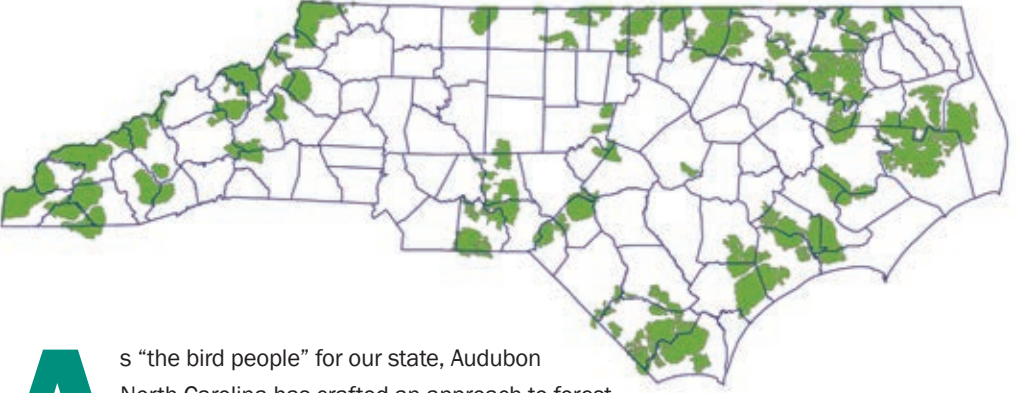 As “the bird people” for our state, Audubon
North Carolina has crafted an approach to forest